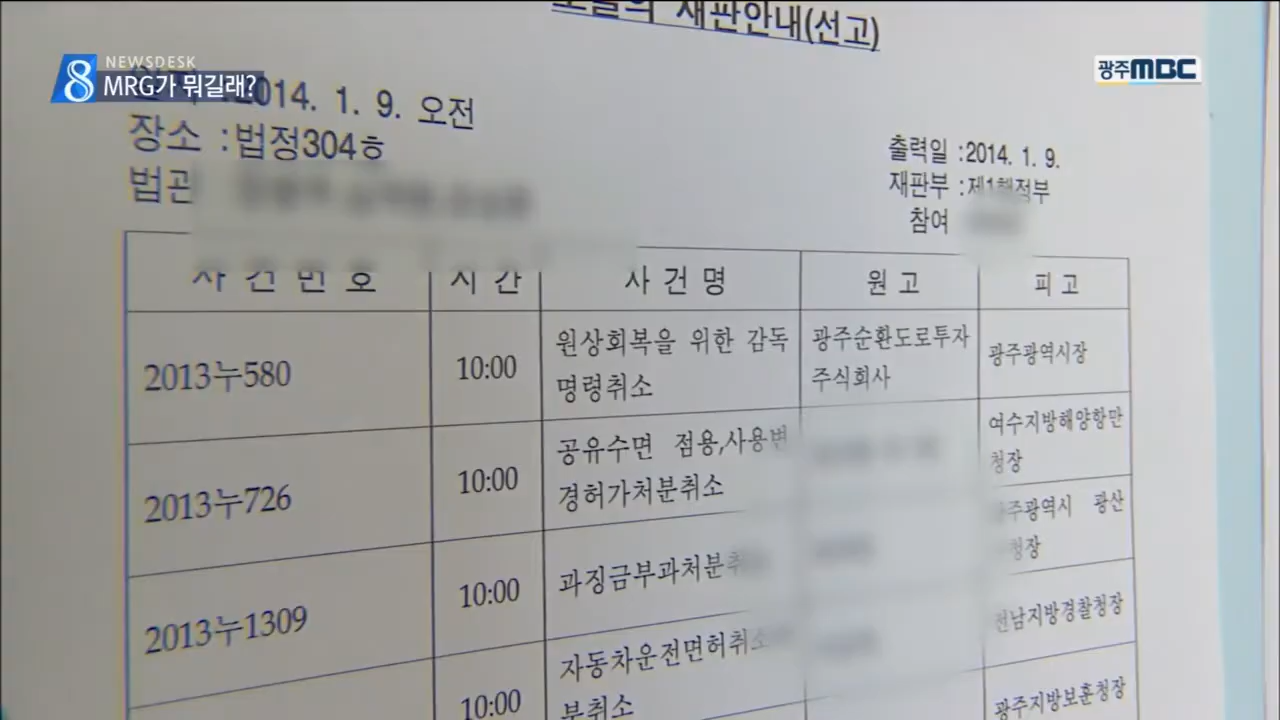 재판안내(선고)
NEWSDESK
8 MRG가 뭐길래?
광주MBC
2014. 1. 9. 오전
장소 : 법정304호
법관
출력일 : 2014. 1. 9.
재판부 : 제1행정부
참여
사 건 번 호 시 간 사 건 명 원 고 피 고
2013누580 10:00 원상회복을 위한 감독 명령취소 광주순환도로투자 주식회사 광주광역시장
2013누726 10:00 공유수면 점용,사용변 경허가처분취소 여수지방해양항만 청장
2013누1309 10:00 과징금부과처분취 광주광역시 광산 청장
10:00 자동차운전면허취소 분취소 전남지방경찰청장
광주지방보훈청장